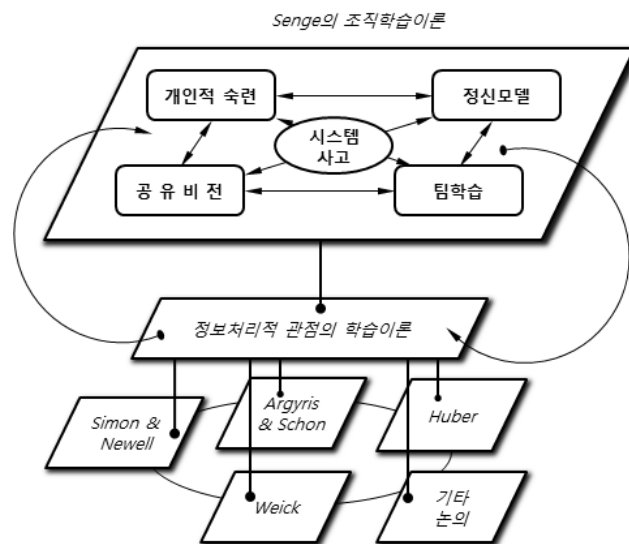 Senge의 조직학습이론
개인적 숙련
정신모델
시스템
사고
공 유 비 전
팀학습
정보처리적 관점의 학습이론
Simon &
Newell
Argyris
& Schon
Huber
Weick
기타
논의